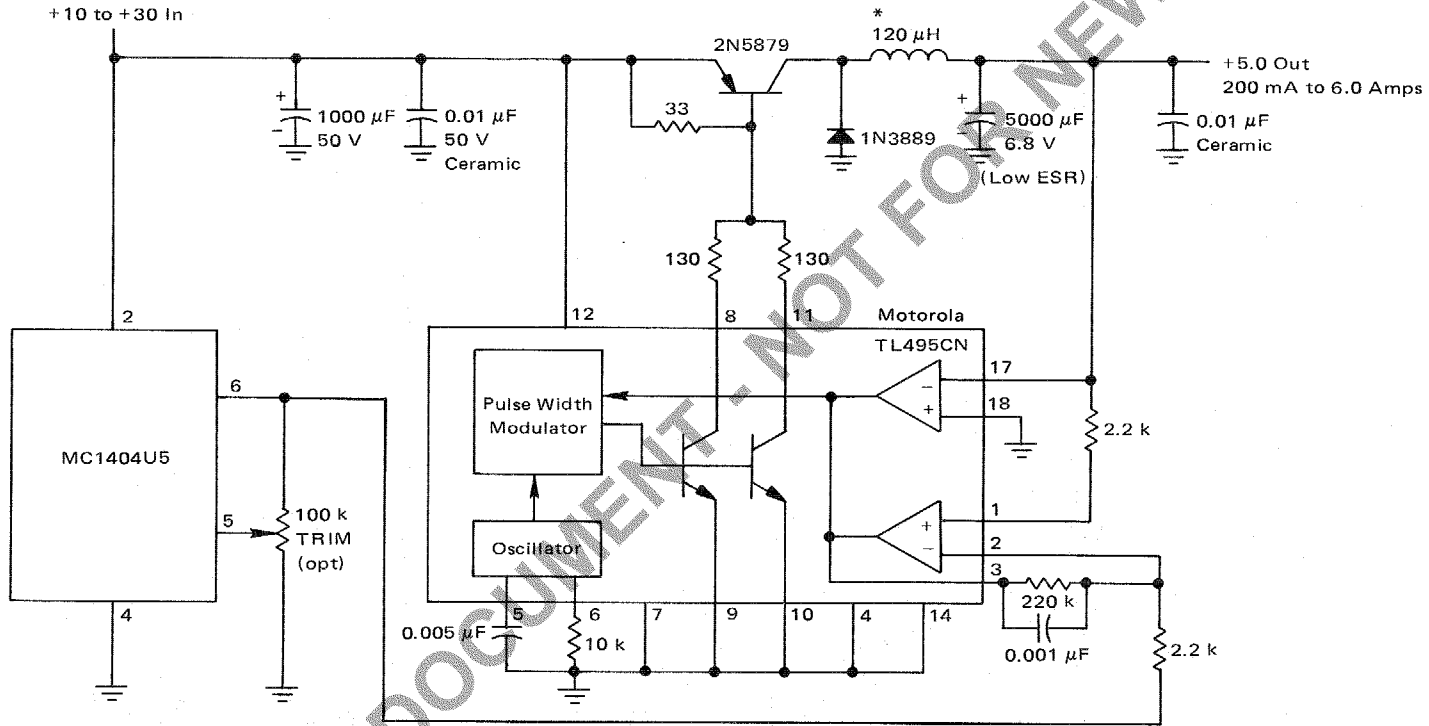 +10 to +30 In
*
120 μH
2N5879
+5.0 Out
200 mA to 6.0 Amps
+
−
1000 μF
50 V
0.01 μF
50 V
Ceramic
33
1N3889
+
−
5000 μF
6.8 V
(Low ESR)
0.01 μF
Ceramic
130
130
2
12
8
11
Motorola
TL495CN
MC1404U5
6
5
4
100 k
TRIM
(opt)
Pulse Width
Modulator
Oscillator
−
+
17
18
2.2 k
+
−
1
2
3
220 k
0.001 μF
2.2 k
5
6
7
9
10
4
14
0.005 μF
10 k
DOCUMENT - NOT FOR NEW